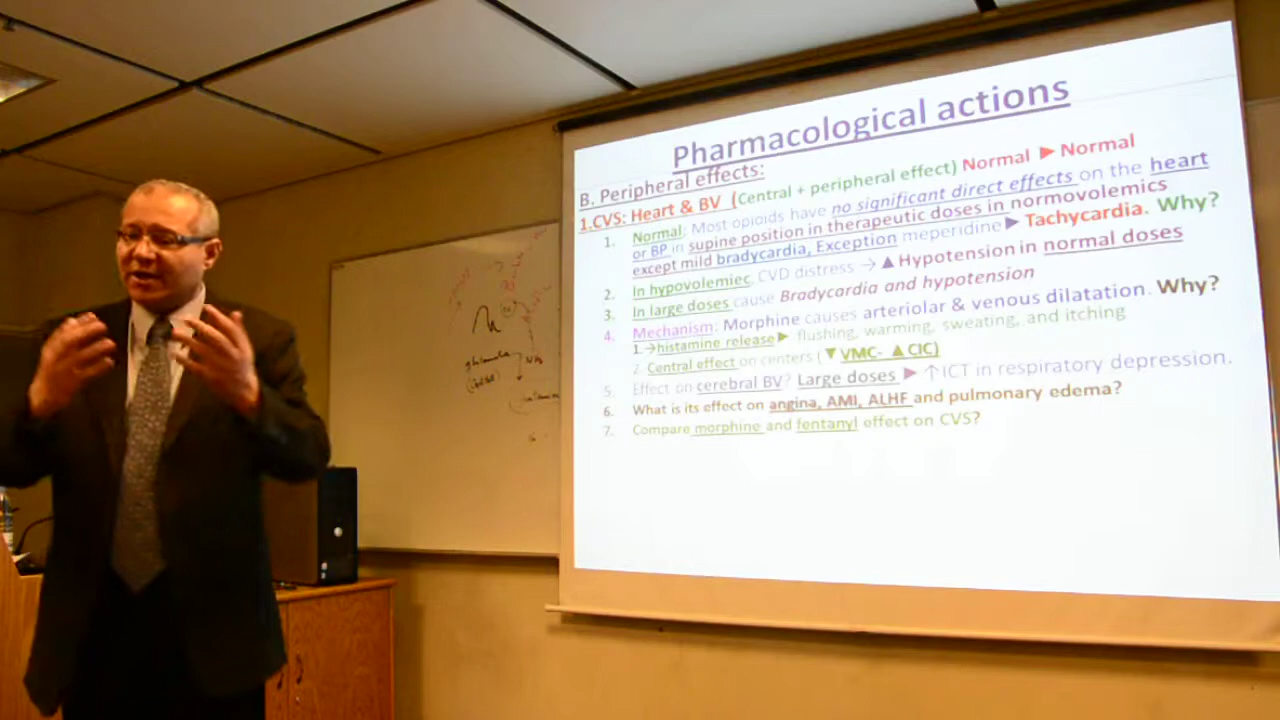 Pharmacological actions
B. Peripheral effects:
1.CVS: Heart & BV (Central + peripheral effect) Normal ► Normal
1. Normal: Most opioids have no significant direct effects on the heart
or BP in supine position in therapeutic doses in normovolemics
except mild bradycardia, Exception meperidine ► Tachycardia. Why?
2. In hypovolemiec, CVD distress → ▲ Hypotension in normal doses
3. In large doses cause Bradycardia and hypotension
4. Mechanism: Morphine causes arteriolar & venous dilatation. Why?
1. →histamine release ► flushing, warming, sweating, and itching
2. Central effect on centers (▼VMC- ▲CIC)
5. Effect on cerebral BV? Large doses ► ↑ICT in respiratory depression.
6. What is its effect on angina, AMI, ALHF and pulmonary edema?
7. Compare morphine and fentanyl effect on CVS?